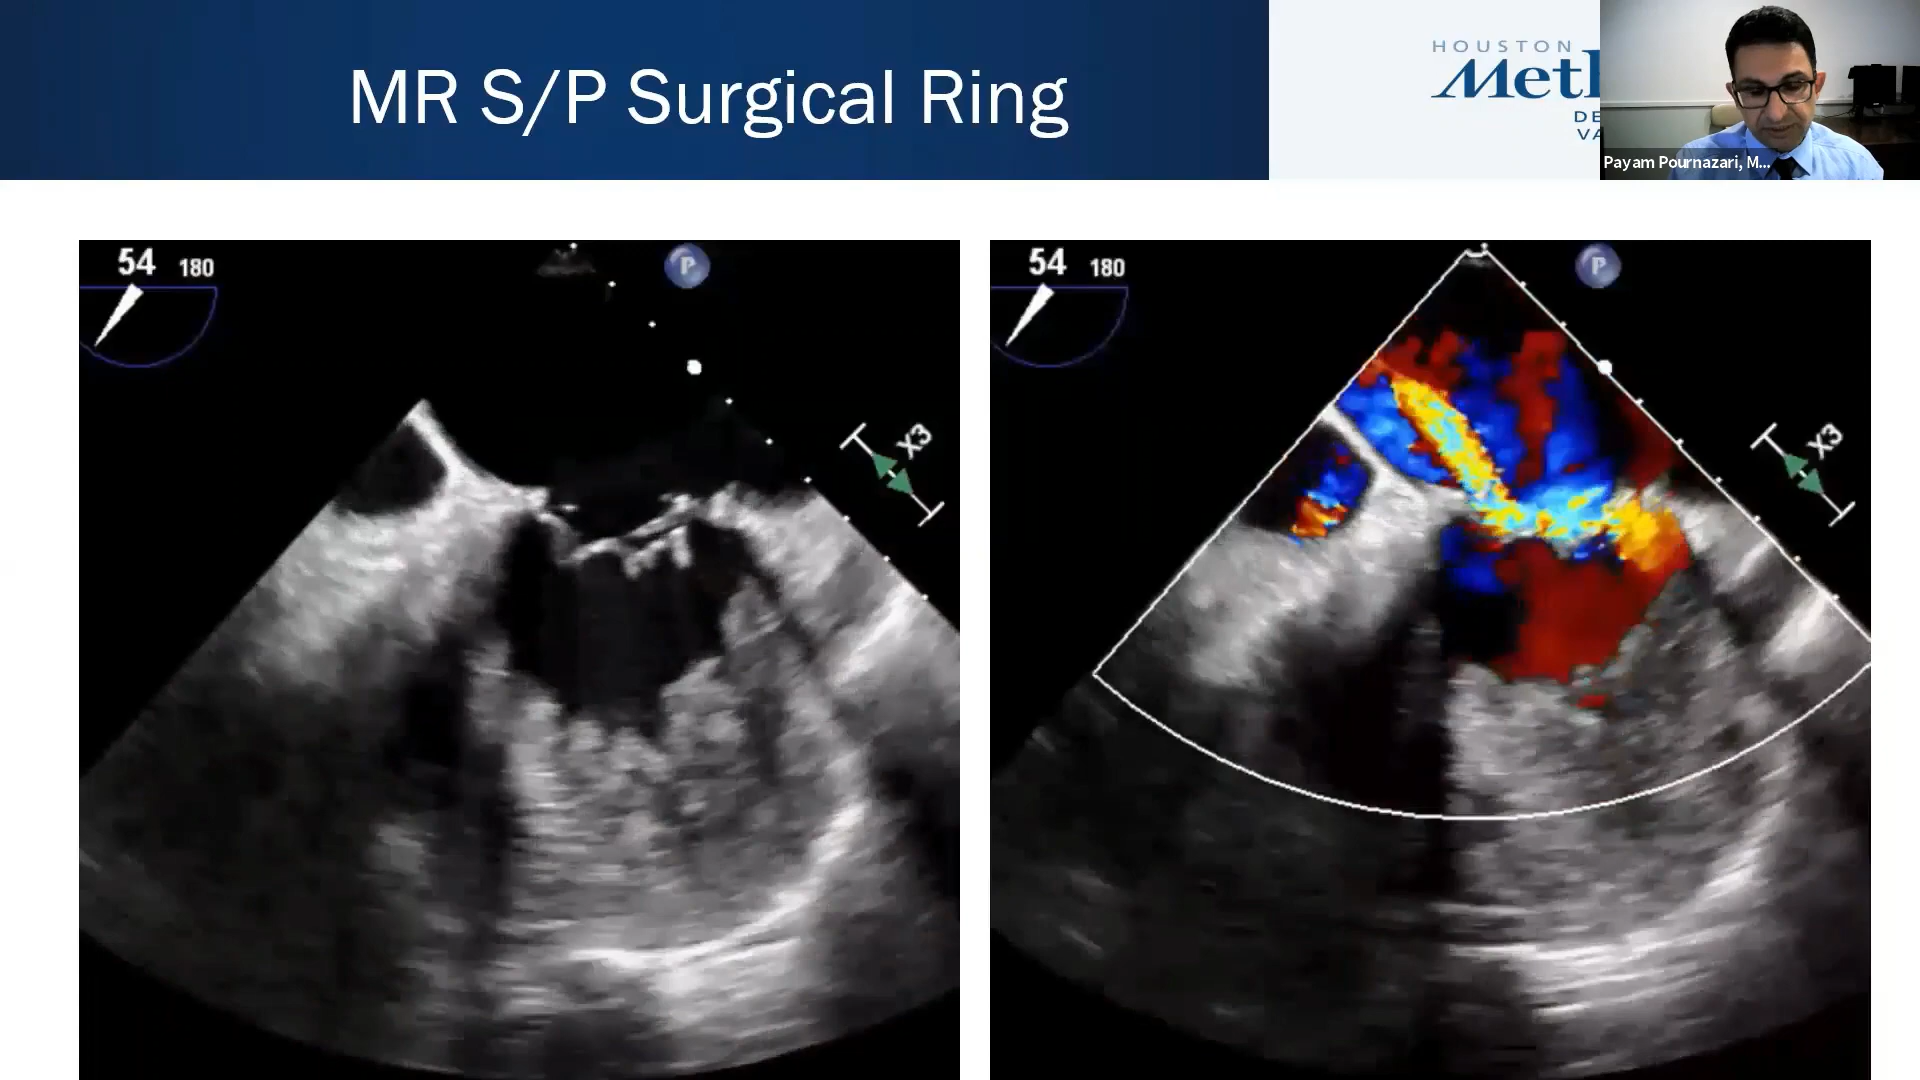 MR S/P Surgical Ring
HOUSTON
Met
DE
VA
Payam Pournazari, M...
54 180
P
X3
54 180
P
X3